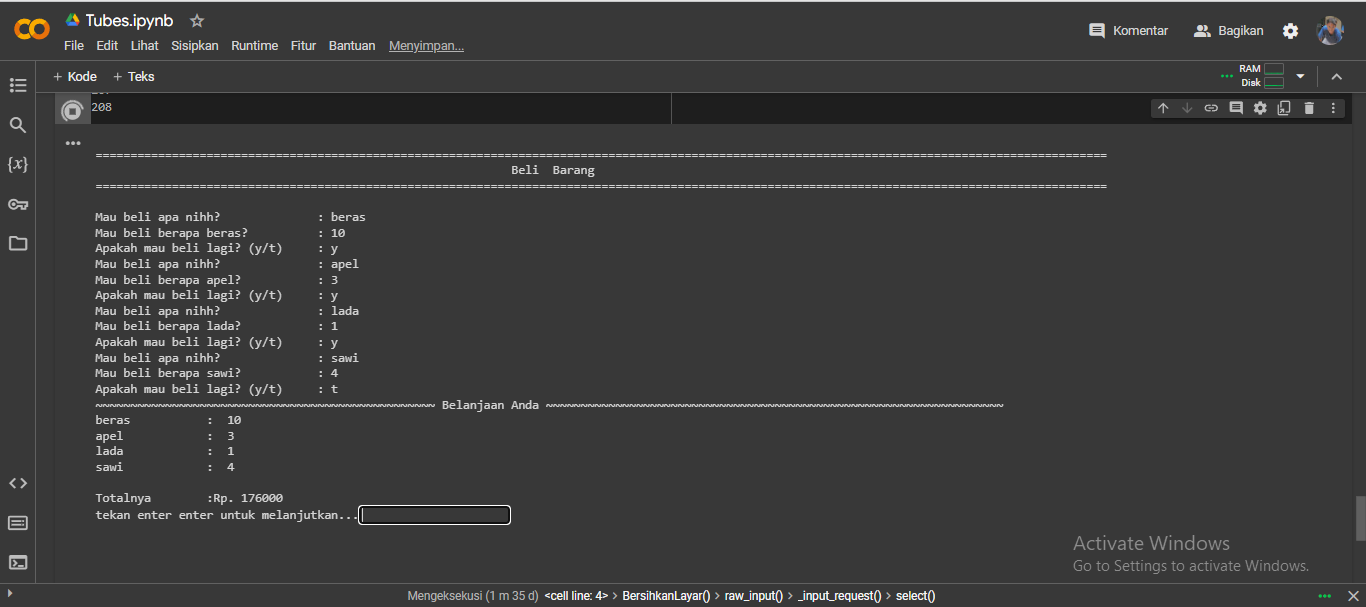 Tubes.ipynb
File Edit Lihat Sisipkan Runtime Fitur Bantuan Menyimpan...
Komentar
Bagikan
+ Kode + Teks
RAM
Disk
208
==================================================================================================================================================
Beli  Barang
==================================================================================================================================================
Mau beli apa nihh? : beras
Mau beli berapa beras? : 10
Apakah mau beli lagi? (y/t) : y
Mau beli apa nihh? : apel
Mau beli berapa apel? : 3
Apakah mau beli lagi? (y/t) : y
Mau beli apa nihh? : lada
Mau beli berapa lada? : 1
Apakah mau beli lagi? (y/t) : y
Mau beli apa nihh? : sawi
Mau beli berapa sawi? : 4
Apakah mau beli lagi? (y/t) : t
~~~~~~~~~~~~~~~~~~~~~~~~~~~~~~~~~~~~~~~~~~~~~~~~~ Belanjaan Anda ~~~~~~~~~~~~~~~~~~~~~~~~~~~~~~~~~~~~~~~~~~~~~~~~~~~~~~~~~~~~~~~~~~
beras : 10
apel : 3
lada : 1
sawi : 4
Totalnya :Rp. 176000
tekan enter enter untuk melanjutkan...
Activate Windows
Go to Settings to activate Windows.
Mengeksekusi (1 m 35 d) <cell line: 4> > BersihkanLayar() > raw_input() > _input_request() > select()